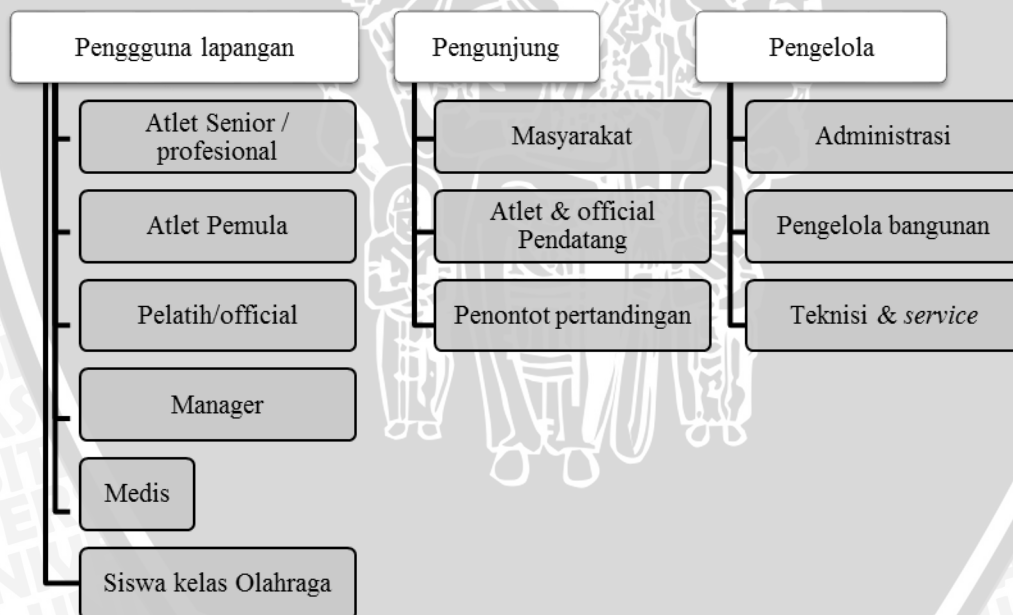 Penggguna lapangan
Atlet Senior /
profesional
Atlet Pemula
Pelatih/official
Manager
Medis
Siswa kelas Olahraga
Pengunjung
Masyarakat
Atlet & official
Pendatang
Penontot pertandingan
Pengelola
Administrasi
Pengelola bangunan
Teknisi & service